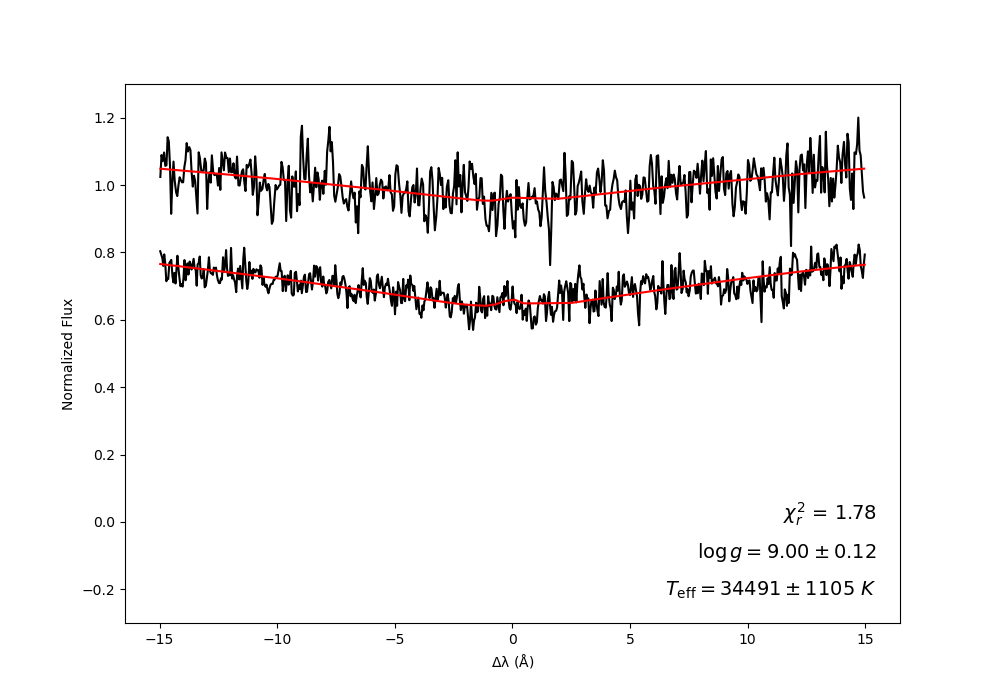 1.2
1.0
0.8
0.6
0.4
0.2
0.0
−0.2
Normalized Flux
χ²ᵣ = 1.78
log g = 9.00 ± 0.12
T_eff = 34491 ± 1105 K
−15 −10 −5 0 5 10 15
Δλ (Å)